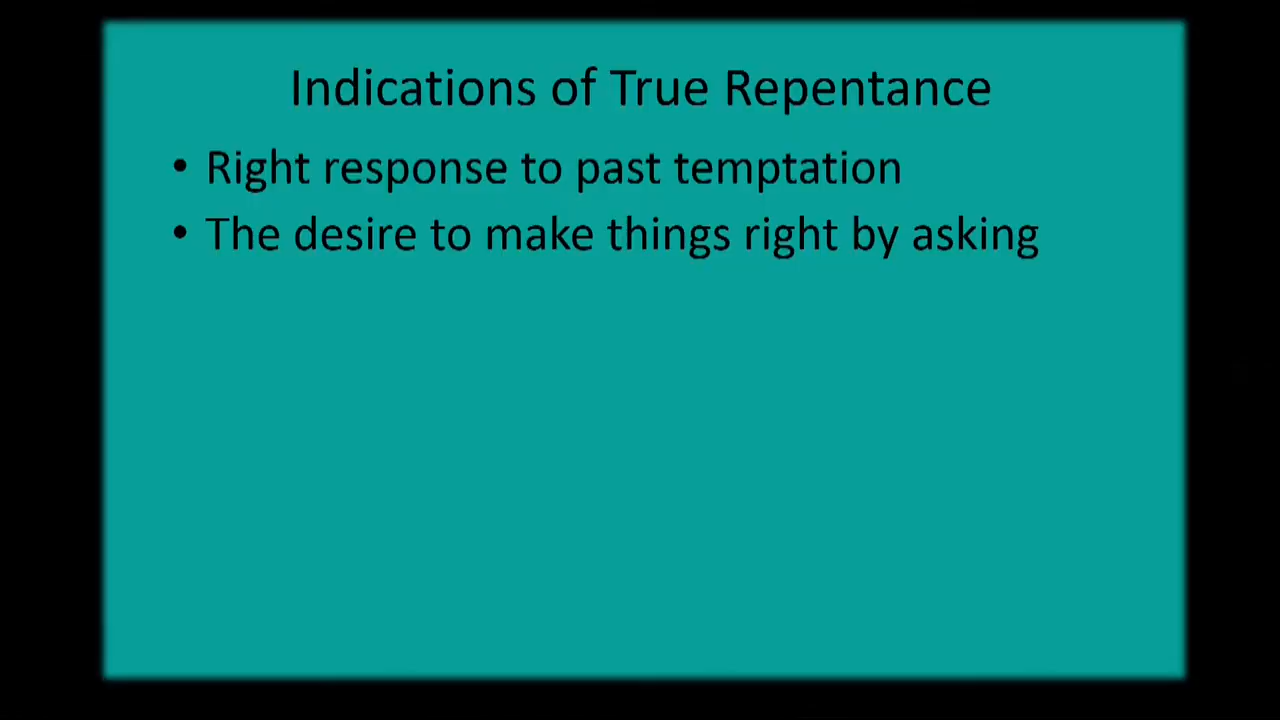 Indications of True Repentance
• Right response to past temptation
• The desire to make things right by asking